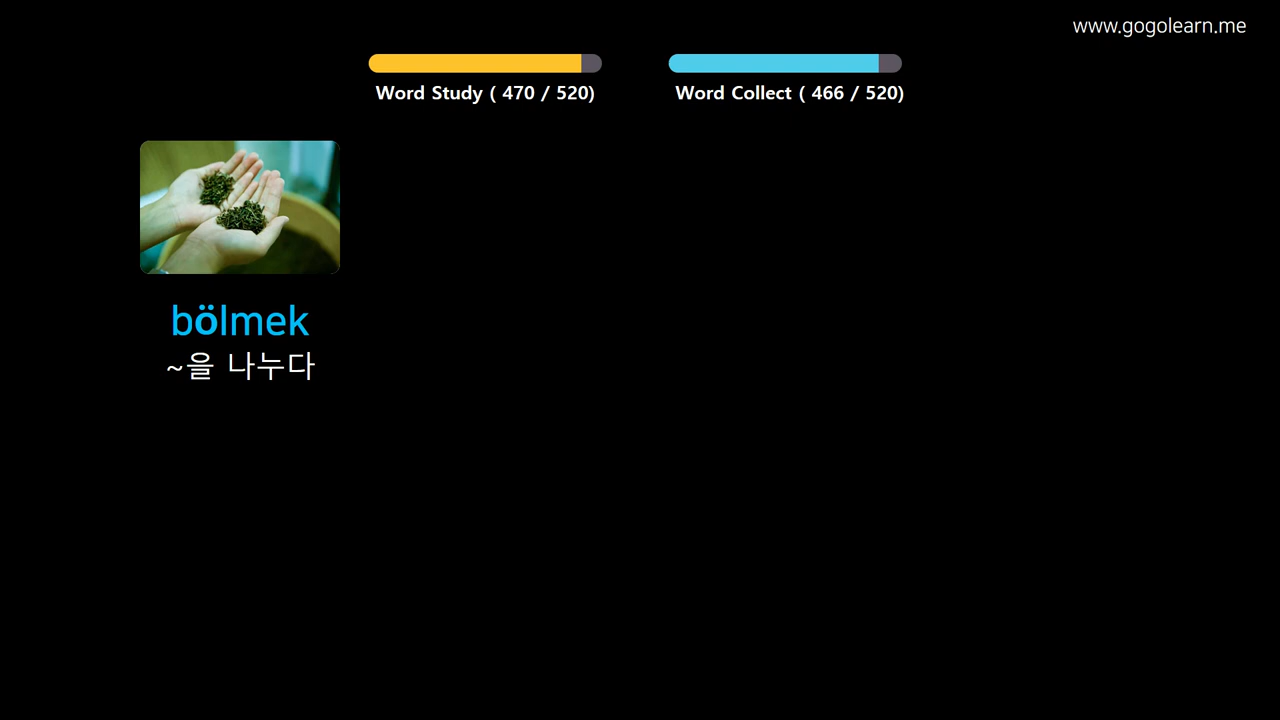 www.gogolearn.me
Word Study ( 470 / 520)
Word Collect ( 466 / 520)
bölmek
~을 나누다